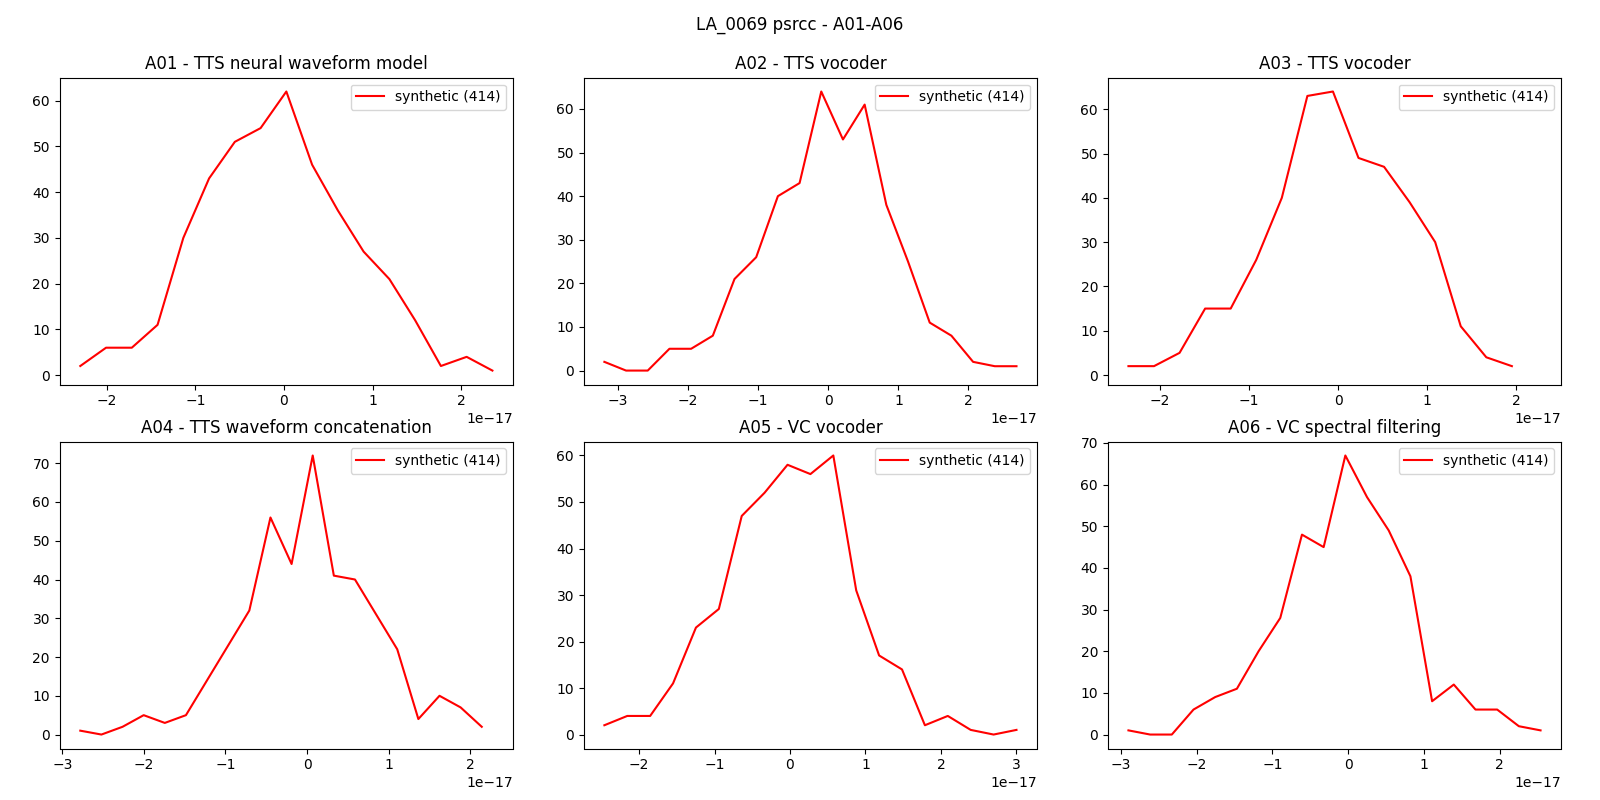 LA_0069 psrcc - A01-A06
A01 - TTS neural waveform model
synthetic (414)
60
50
40
30
20
10
0
−2 −1 0 1 2
1e−17
A02 - TTS vocoder
synthetic (414)
60
50
40
30
20
10
0
−3 −2 −1 0 1 2
1e−17
A03 - TTS vocoder
synthetic (414)
60
50
40
30
20
10
0
−2 −1 0 1 2
1e−17
A04 - TTS waveform concatenation
synthetic (414)
70
60
50
40
30
20
10
0
−3 −2 −1 0 1 2
1e−17
A05 - VC vocoder
synthetic (414)
60
50
40
30
20
10
0
−2 −1 0 1 2 3
1e−17
A06 - VC spectral filtering
synthetic (414)
70
60
50
40
30
20
10
0
−3 −2 −1 0 1 2
1e−17